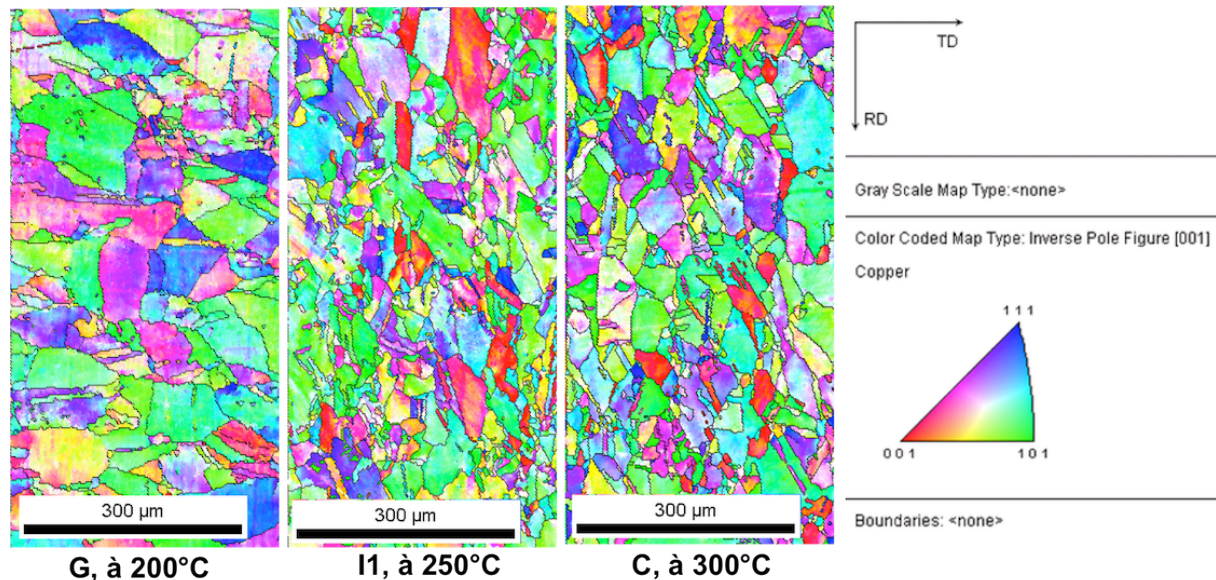 300 µm
300 µm
300 µm
G, à 200°C
I1, à 250°C
C, à 300°C
TD
RD
Gray Scale Map Type:<none>
Color Coded Map Type: Inverse Pole Figure [001]
Copper
1 1 1
0 0 1
1 0 1
Boundaries: <none>